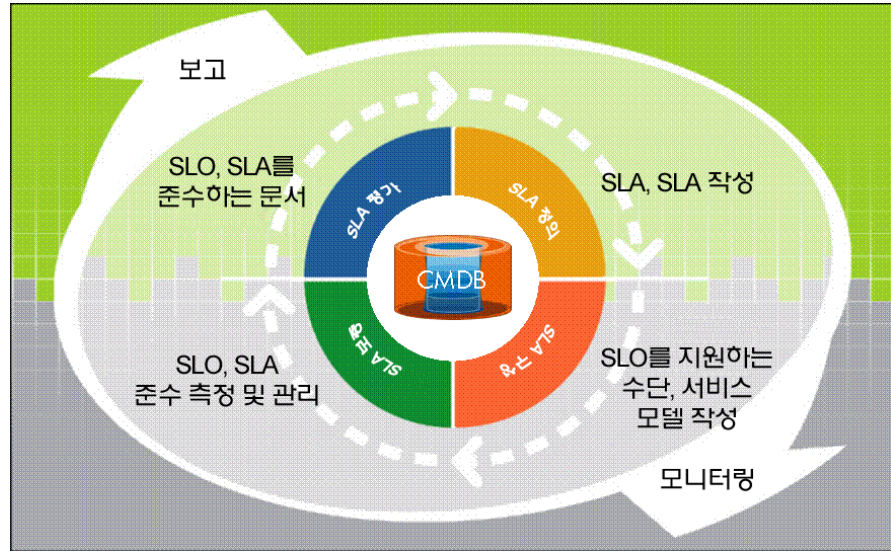 보고
SLO, SLA를
준수하는 문서
SLA 평가
SLA 정의
SLA, SLA 작성
CMDB
SLO, SLA
준수 측정 및 관리
SLA 보장
SLA 구성
SLO를 지원하는
수단, 서비스
모델 작성
모니터링